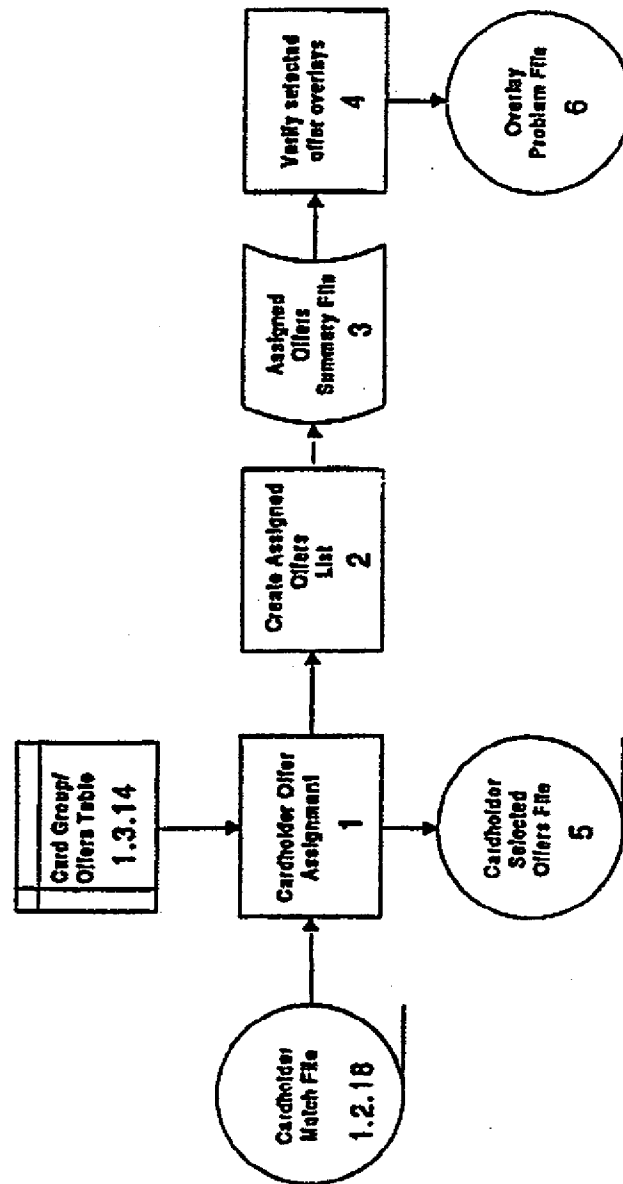 Card Group/
Offers Table
1.3.14
Cardholder
Match File
1.2.18
Cardholder Offer
Assignment
1
Create Assigned
Offers
List
2
Assigned
Offers
Summary File
3
Verify selected
offer overlays
4
Cardholder
Selected
Offers File
5
Overlay
Problem File
6